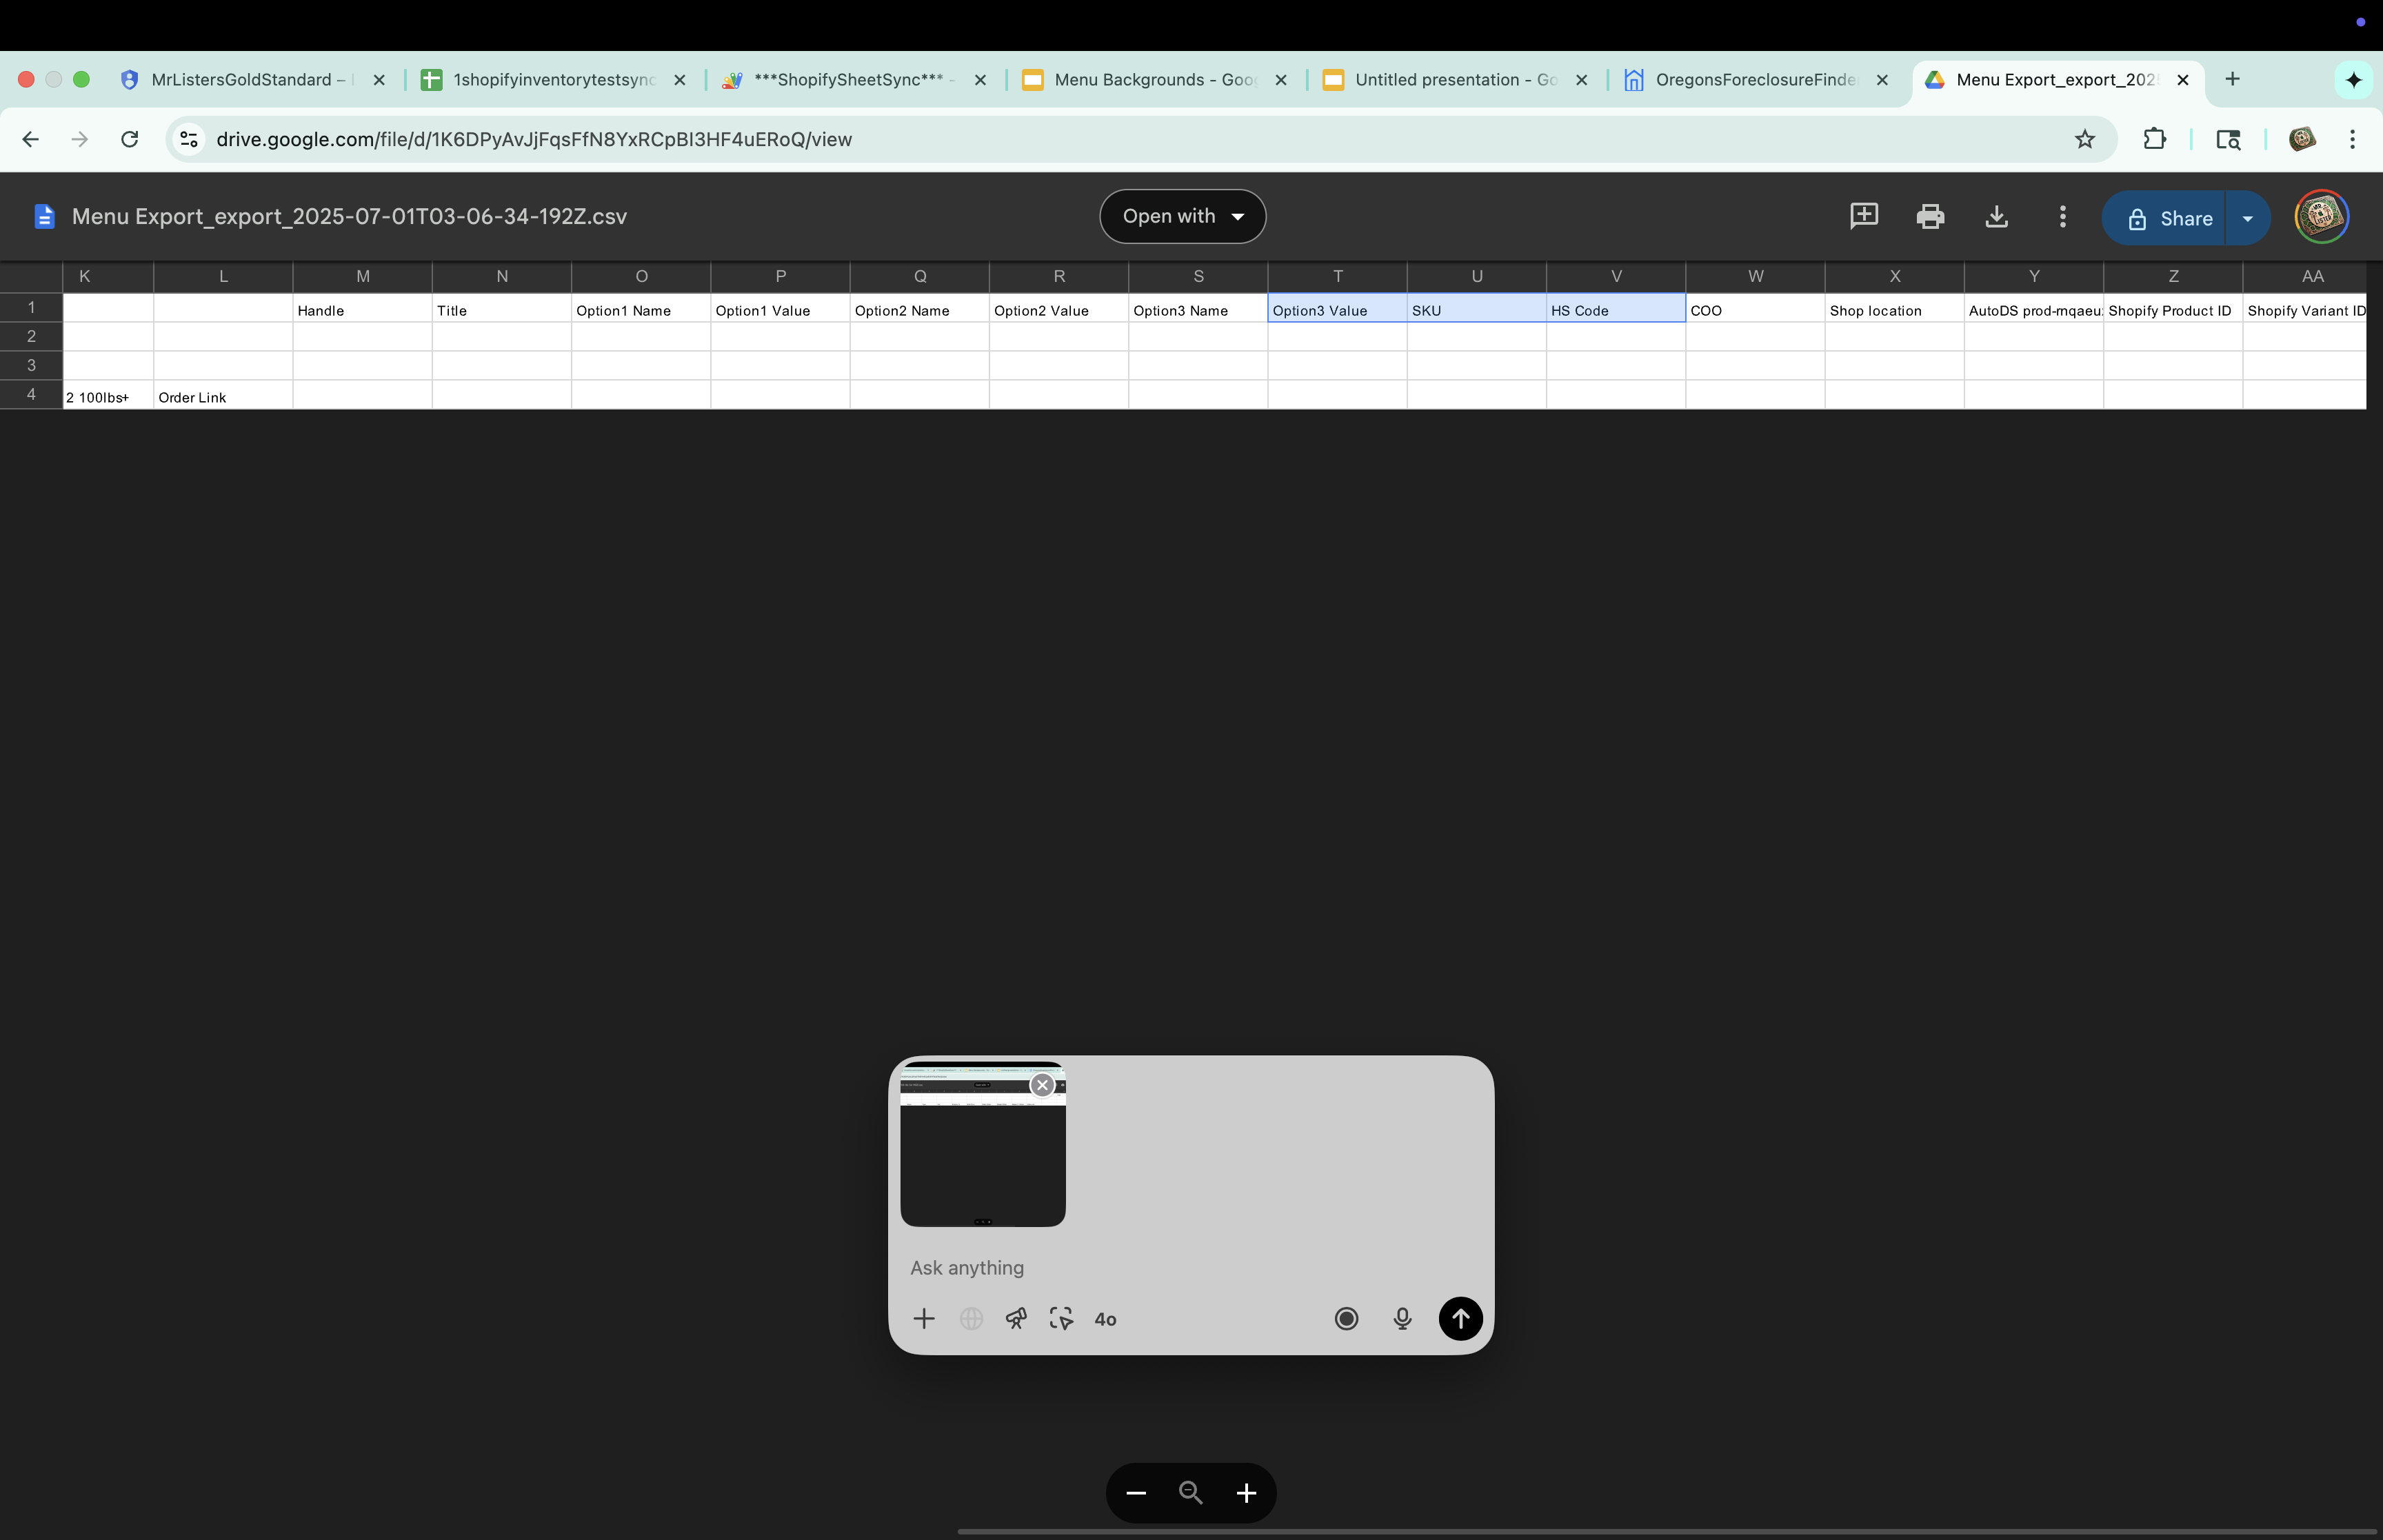 MrListersGoldStandard –
1shopifyinventorytestsync
***ShopifySheetSync*** -
Menu Backgrounds - Goo
Untitled presentation - Go
OregonsForeclosureFinde
Menu Export_export_202
drive.google.com/file/d/1K6DPyAvJjFqsFfN8YxRCpBI3HF4uERoQ/view
Menu Export_export_2025-07-01T03-06-34-192Z.csv
Open with
Share
K L M N O P Q R S T U V W X Y Z AA
1 Handle Title Option1 Name Option1 Value Option2 Name Option2 Value Option3 Name Option3 Value SKU HS Code COO Shop location AutoDS prod-mqaeu Shopify Product ID Shopify Variant ID
2
3
4 2 100lbs+ Order Link
Ask anything
4o